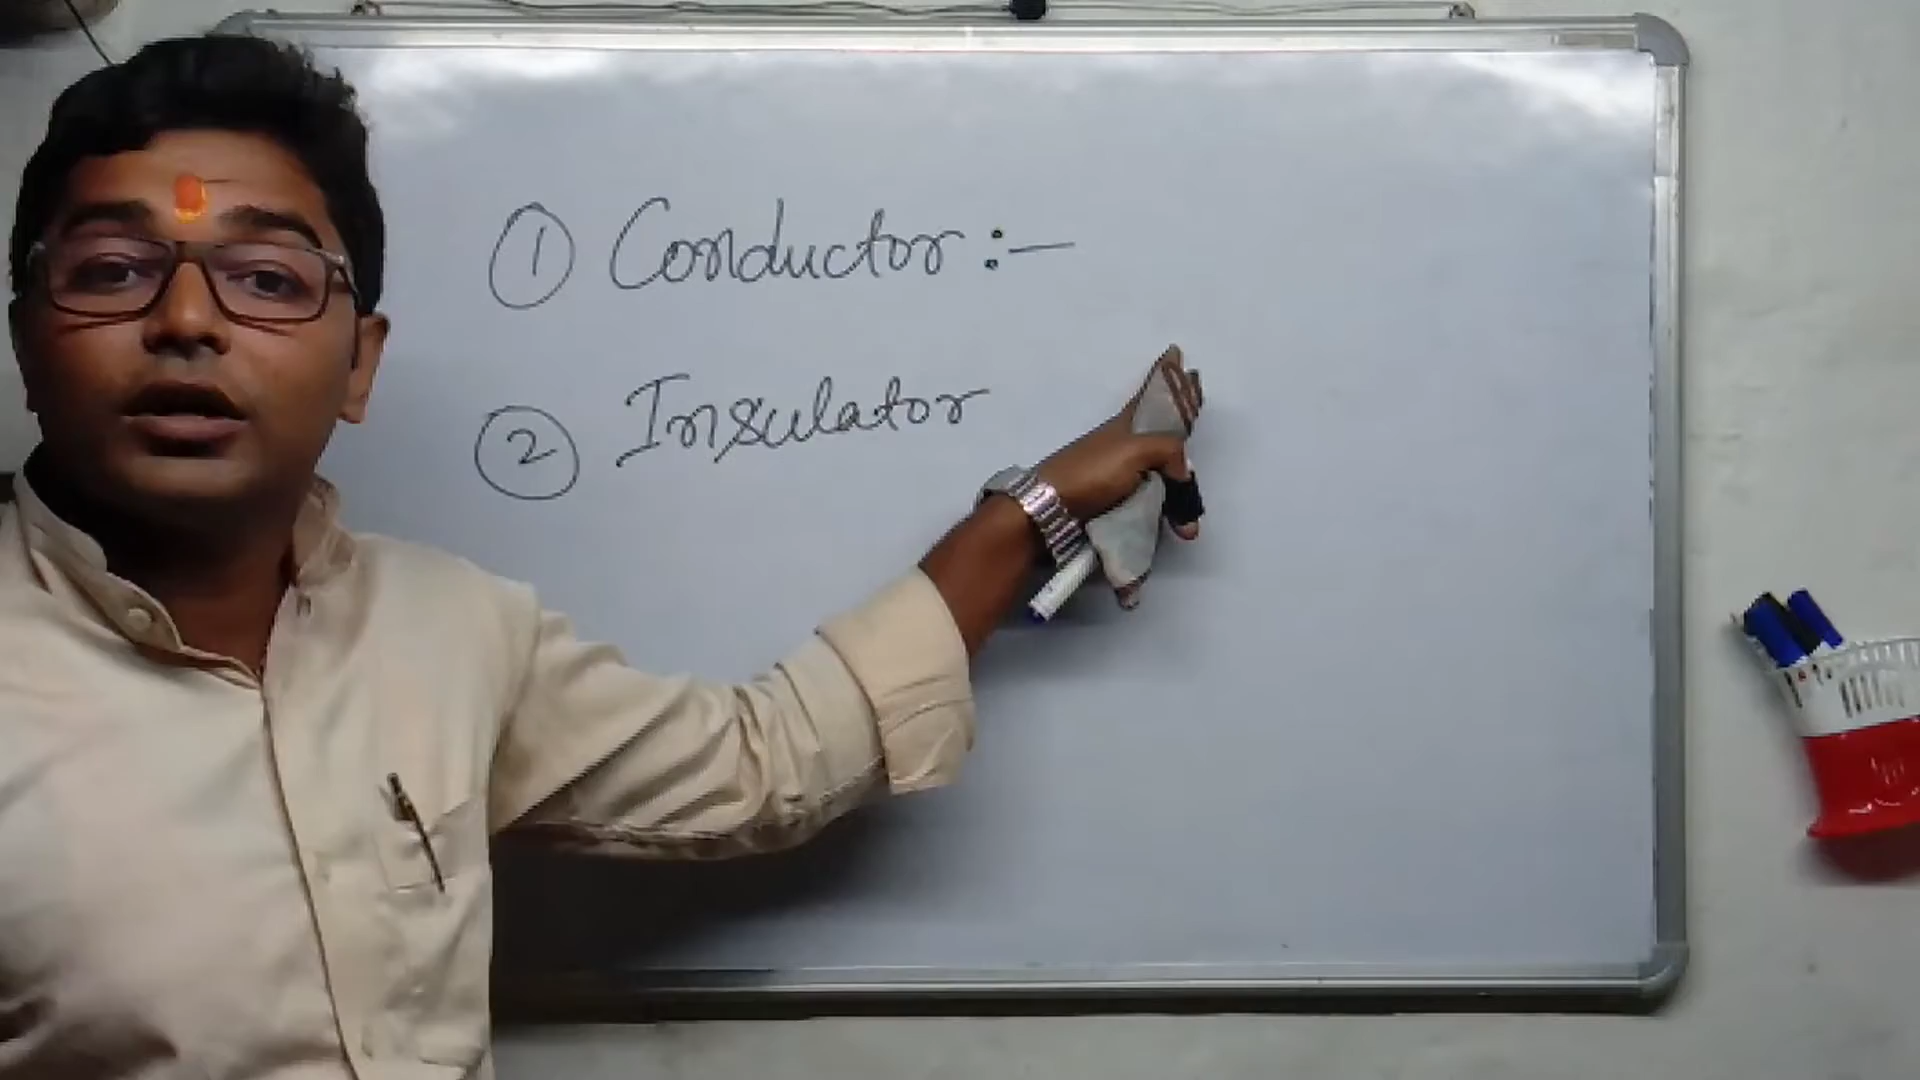 ① Conductor :-
② Insulator